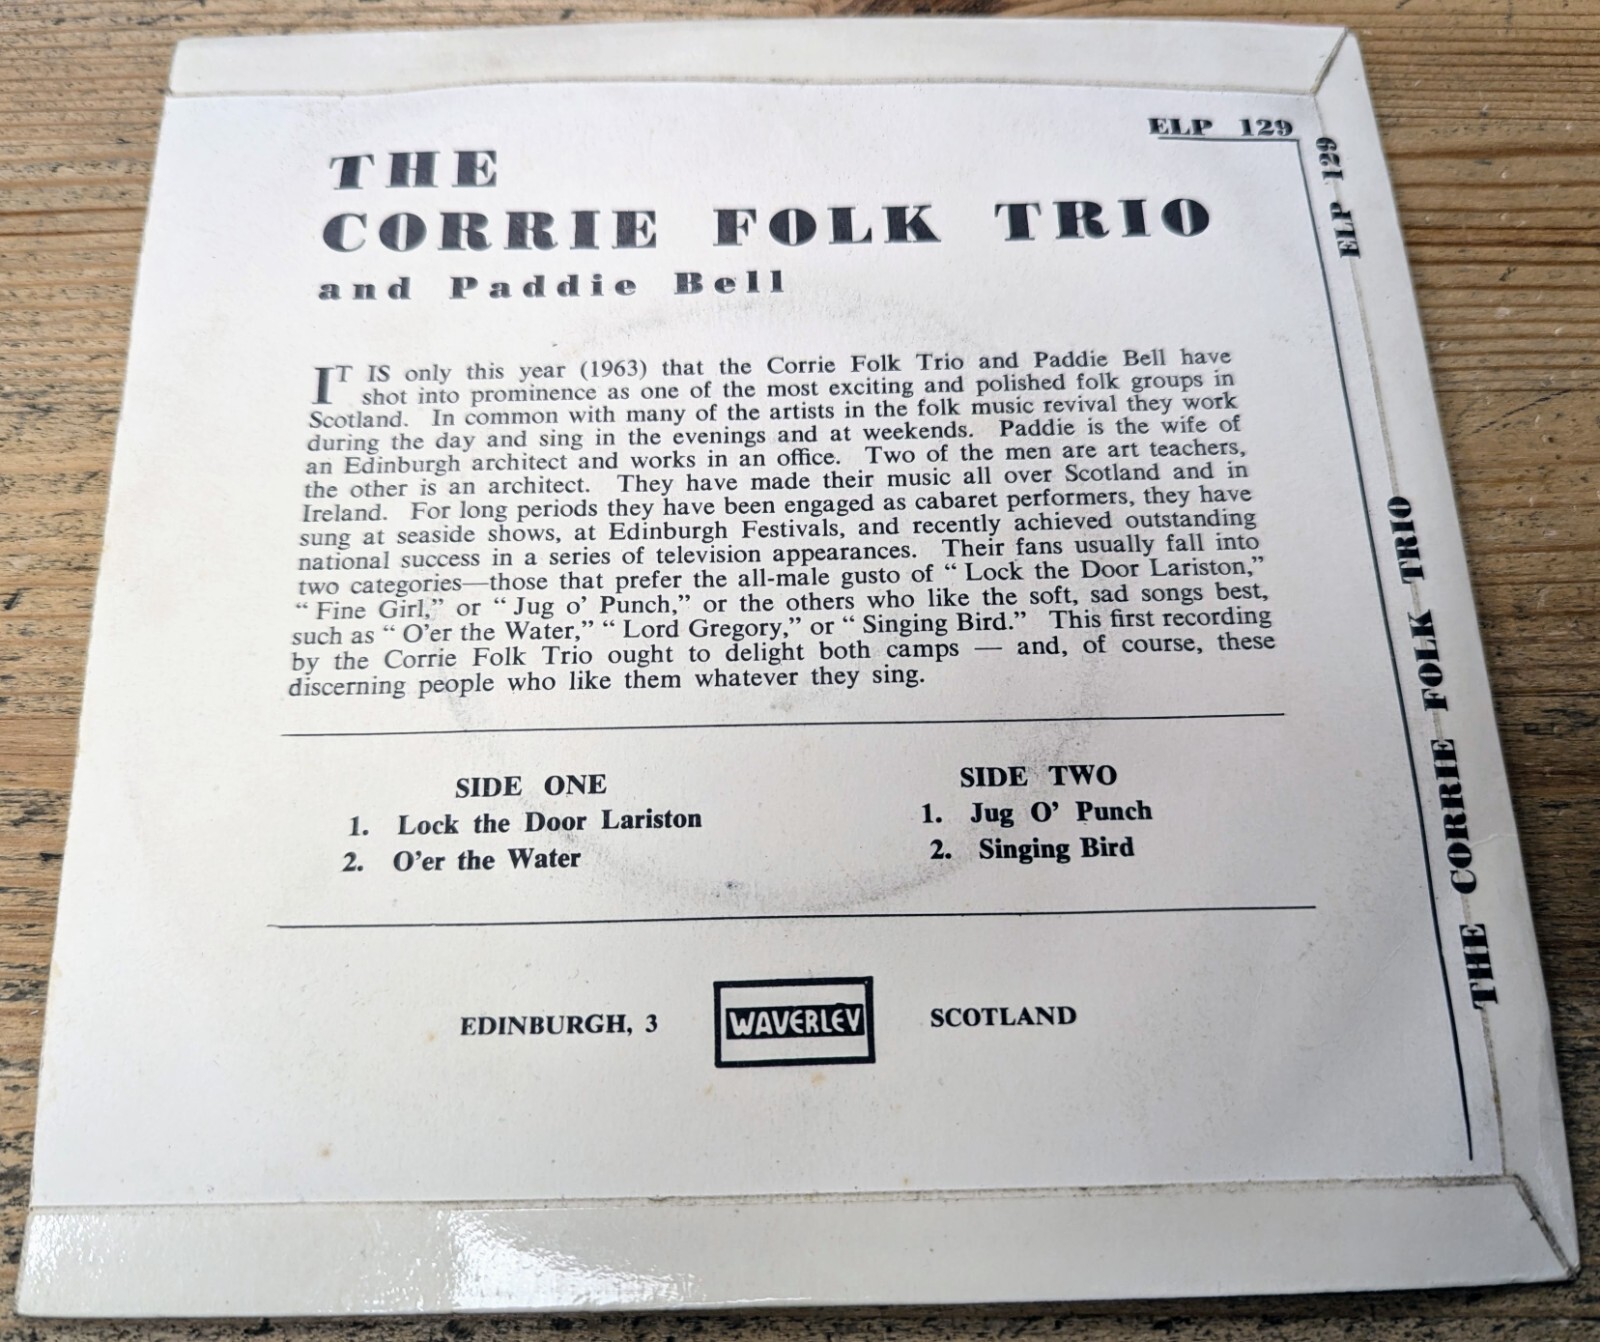 ELP 129
THE
CORRIE FOLK TRIO
and Paddie Bell
IT IS only this year (1963) that the Corrie Folk Trio and Paddie Bell have
shot into prominence as one of the most exciting and polished folk groups in
Scotland. In common with many of the artists in the folk music revival they work
during the day and sing in the evenings and at weekends. Paddie is the wife of
an Edinburgh architect and works in an office. Two of the men are art teachers,
the other is an architect. They have made their music all over Scotland and in
Ireland. For long periods they have been engaged as cabaret performers, they have
sung at seaside shows, at Edinburgh Festivals, and recently achieved outstanding
national success in a series of television appearances. Their fans usually fall into
two categories—those that prefer the all-male gusto of “ Lock the Door Lariston,”
“ Fine Girl,” or “ Jug o’ Punch,” or the others who like the soft, sad songs best,
such as “ O’er the Water,” “ Lord Gregory,” or “ Singing Bird.” This first recording
by the Corrie Folk Trio ought to delight both camps — and, of course, these
discerning people who like them whatever they sing.
SIDE ONE
1. Lock the Door Lariston
2. O’er the Water
SIDE TWO
1. Jug O’ Punch
2. Singing Bird
EDINBURGH, 3
WAVERLEY
SCOTLAND
THE CORRIE FOLK TRIO
ELP 129